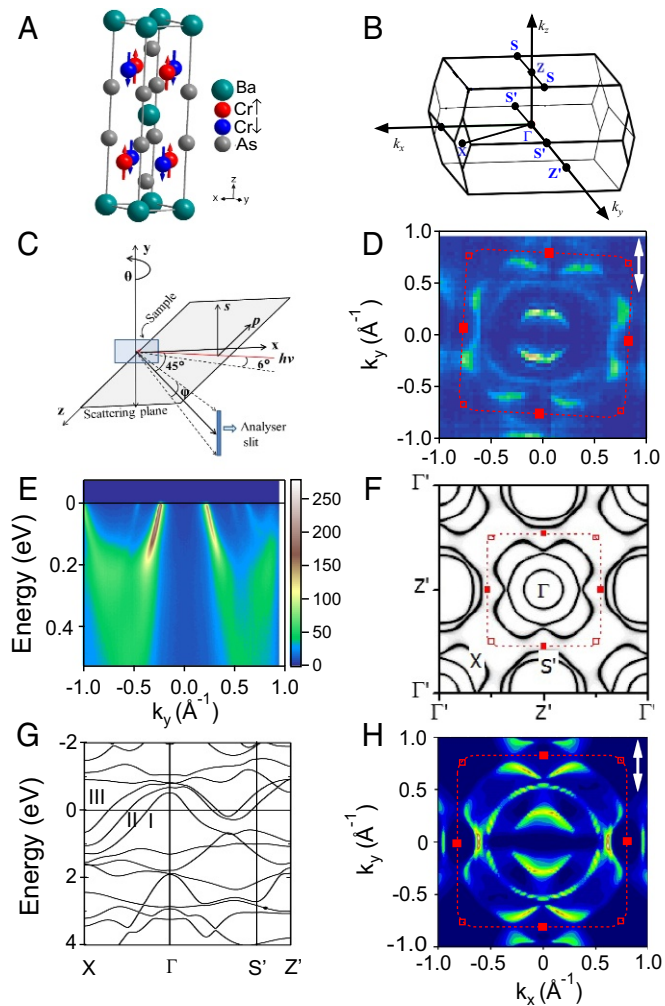 A
Ba
Cr↑
Cr↓
As
z
x
y
B
k_z
S
Z
S
S'
Γ
k_x
X
S'
Z'
k_y
C
y
θ
Sample
s
p
x
hν
45°
6°
φ
z
Scattering plane
Analyser
slit
D
1.0
0.5
0.0
-0.5
-1.0
k_y (Å⁻¹)
-1.0 -0.5 0.0 0.5 1.0
E
0
0.2
0.4
Energy (eV)
250
200
150
100
50
0
-1.0 -0.5 0.0 0.5 1.0
k_y (Å⁻¹)
F
Γ'
Z'
Γ
X
S'
Γ'
Γ' Z' Γ'
G
-2
0
2
4
Energy (eV)
III
II
I
X Γ S' Z'
H
1.0
0.5
0
-0.5
-1.0
k_y (Å⁻¹)
-1.0 -0.5 0.0 0.5 1.0
k_x (Å⁻¹)